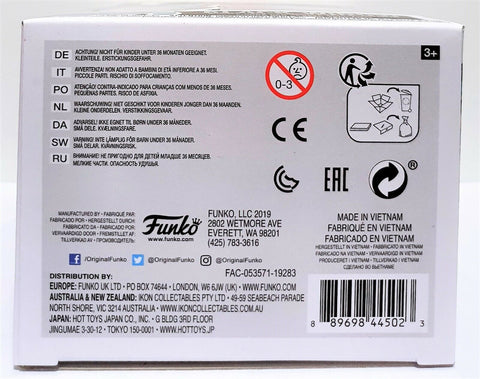 DE ACHTUNG! NICHT FÜR KINDER UNTER 36 MONATEN GEEIGNET.
KLEINTEILE. ERSTICKUNGSGEFAHR.
IT AVVERTENZA! NON ADATTO A BAMBINI DI ETÀ INFERIORE A 36 MESI.
PICCOLE PARTI. RISCHIO DI SOFFOCAMENTO.
PO ATENÇÃO! CONTRA-INDICADO PARA CRIANÇAS COM MENOS DE 36 MESES.
PEQUENAS PARTES. RISCO DE ASFIXIA.
NL WAARSCHUWING! NIET GESCHIKT VOOR KINDEREN JONGER DAN 36 MAANDEN.
KLEINE ONDERDELEN. VERSTIKKINGSGEVAAR.
DA ADVARSEL! IKKE EGNET TIL BØRN UNDER 36 MÅNEDER.
SMÅ DELE. KVÆLNINGSFARE.
SW VARNING! INTE LÄMPLIG FÖR BARN UNDER 36 MÅNADER.
SMÅ DELAR. KVÄVNINGSRISK.
RU ВНИМАНИЕ! НЕ ПРИГОДНО ДЛЯ ДЕТЕЙ МЛАДШЕ 36 МЕСЯЦЕВ.
МЕЛКИЕ ЧАСТИ. ОПАСНОСТЬ УДУШЬЯ.
0-3
3+
CE
EAC
®
MANUFACTURED BY • FABRIQUÉ PAR
FABRICADO POR • HERGESTELLT DURCH
FABBRICATO DA • FABRICADO POR
VERVAARDIGD DOOR • FREMSTILLET AF
TILLVERKAD AV • ПРОИЗВОДИТЕЛЬ:
Funko®
www.funko.com
FUNKO, LLC 2019
2802 WETMORE AVE
EVERETT, WA 98201
(425) 783-3616
MADE IN VIETNAM
FABRIQUÉ EN VIETNAM
FABRICADO EN VIETNAM
HERGESTELLT IN VIETNAM • FABBRICATO IN VIETNAM
FABRICADO NO VIETNAM • VERVAARDIGD IN VIETNAM
FREMSTILLET I VIETNAM • TILLVERKAD I VIETNAM
СДЕЛАНО ВО ВЬЕТНАМЕ
/OriginalFunko @OriginalFunko @OriginalFunko
FAC-053571-19283
DISTRIBUTION BY:
EUROPE: FUNKO UK LTD • PO BOX 74644 • LONDON, W6 6JW • UK • WWW.FUNKO.COM
AUSTRALIA & NEW ZEALAND: IKON COLLECTABLES PTY LTD • 49-59 SEABEACH PARADE
NORTH SHORE, VIC 3214 AUSTRALIA • WWW.IKONCOLLECTABLES.COM.AU
JAPAN: HOT TOYS JAPAN CO., INC. G BLDG 3RD FLOOR
JINGUMAE 3-30-12 • TOKYO 150-0001 • WWW.HOTTOYS.JP
8 89698 44502 3